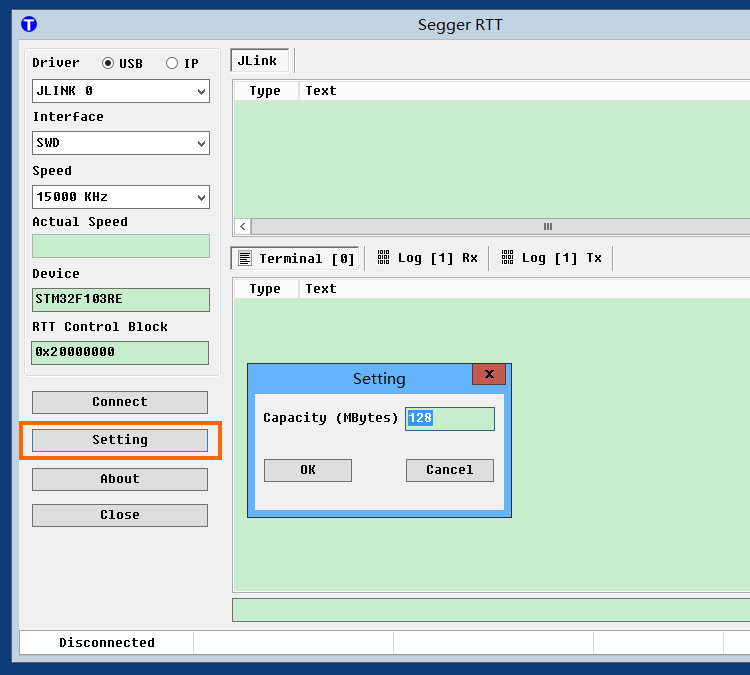 T
Segger RTT
Driver USB IP
JLINK 0
Interface
SWD
Speed
15000 KHz
Actual Speed
Device
STM32F103RE
RTT Control Block
0x20000000
Connect
Setting
About
Close
JLink
Type Text
Terminal [0] Log [1] Rx Log [1] Tx
Type Text
Setting x
Capacity (MBytes) 128
OK Cancel
Disconnected